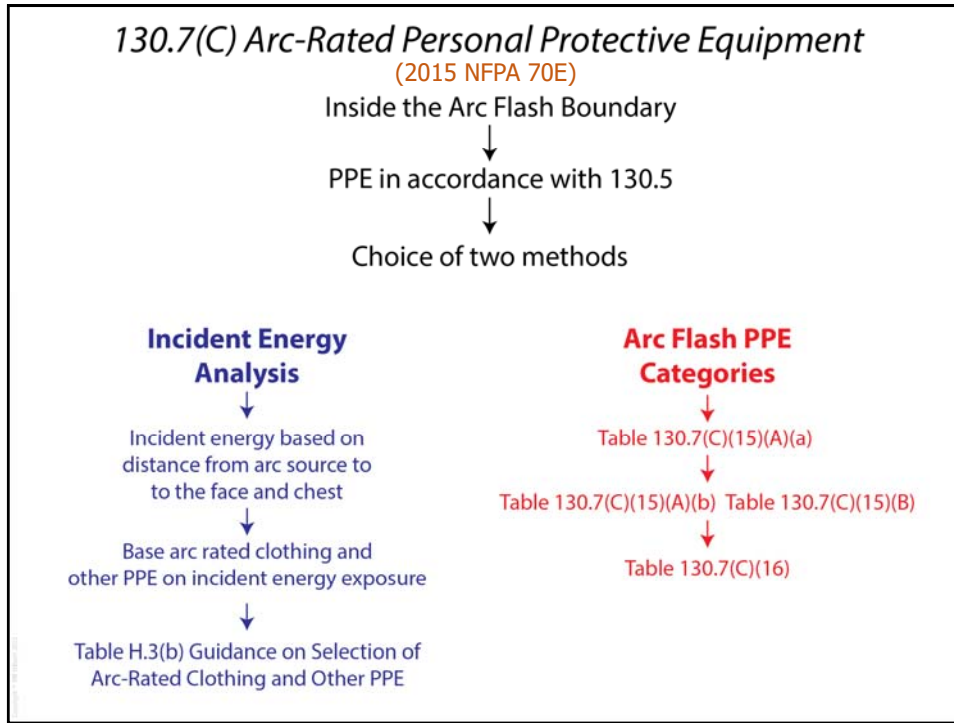 130.7(C) Arc-Rated Personal Protective Equipment
(2015 NFPA 70E)
Inside the Arc Flash Boundary
PPE in accordance with 130.5
Choice of two methods
Incident Energy
Analysis
Incident energy based on
distance from arc source to
to the face and chest
Base arc rated clothing and
other PPE on incident energy exposure
Table H.3(b) Guidance on Selection of
Arc-Rated Clothing and Other PPE
Arc Flash PPE
Categories
Table 130.7(C)(15)(A)(a)
Table 130.7(C)(15)(A)(b) Table 130.7(C)(15)(B)
Table 130.7(C)(16)